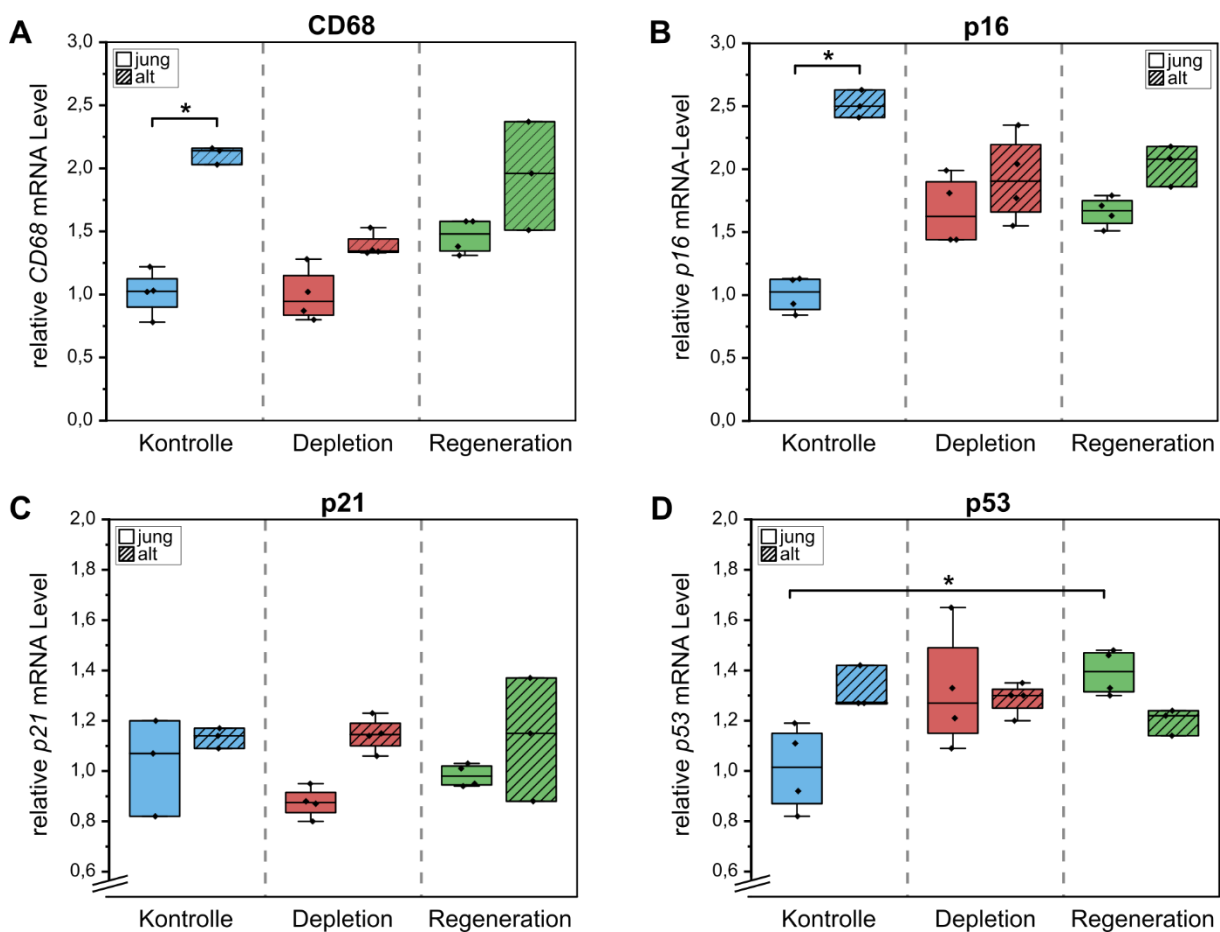 A
CD68
relative CD68 mRNA Level
3,0
2,5
2,0
1,5
1,0
0,5
0,0
jung
alt
*
Kontrolle
Depletion
Regeneration
B
p16
relative p16 mRNA-Level
3,0
2,5
2,0
1,5
1,0
0,5
0,0
jung
alt
*
Kontrolle
Depletion
Regeneration
C
p21
relative p21 mRNA Level
2,0
1,8
1,6
1,4
1,2
1,0
0,8
0,6
jung
alt
Kontrolle
Depletion
Regeneration
D
p53
relative p53 mRNA Level
2,0
1,8
1,6
1,4
1,2
1,0
0,8
0,6
jung
alt
*
Kontrolle
Depletion
Regeneration